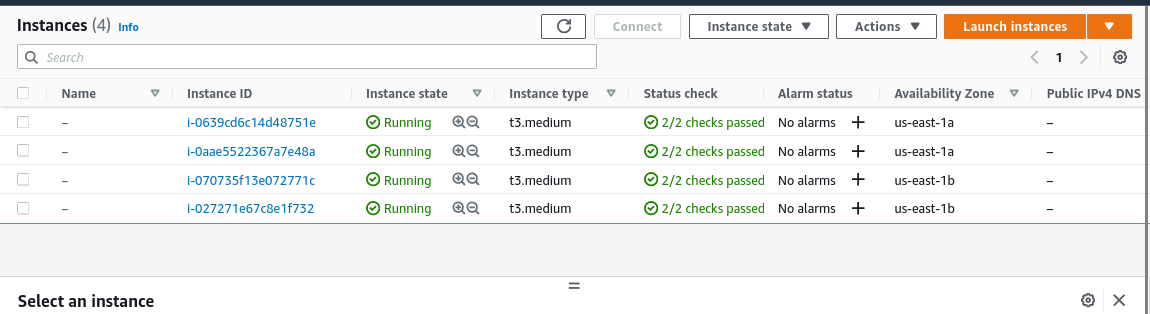 Instances (4) Info
Connect Instance state Actions Launch instances
Search
1
Name Instance ID Instance state Instance type Status check Alarm status Availability Zone Public IPv4 DNS
– i-0639cd6c14d48751e Running t3.medium 2/2 checks passed No alarms us-east-1a –
– i-0aae5522367a7e48a Running t3.medium 2/2 checks passed No alarms us-east-1a –
– i-070735f13e072771c Running t3.medium 2/2 checks passed No alarms us-east-1b –
– i-027271e67c8e1f732 Running t3.medium 2/2 checks passed No alarms us-east-1b –
Select an instance